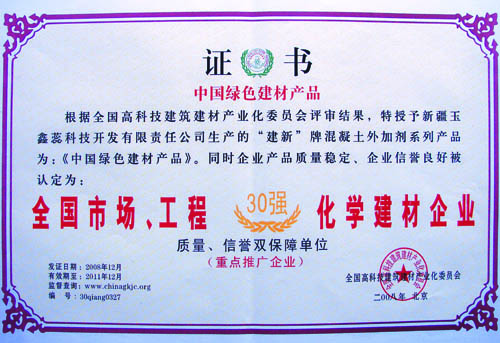 证 书
中国绿色建材产品
根据全国高科技建筑建材产业化委员会评审结果，特授予新疆玉
鑫蕊科技开发有限责任公司生产的“建新”牌混凝土外加剂系列产品
为：《中国绿色建材产品》。同时企业产品质量稳定、企业信誉良好被
认定为：
全国市场、工程 30强 化学建材企业
质量、信誉双保障单位
（重点推广企业）
发证日期：2008年12月
有效期至：2011年12月
监督查询：www.chinagkjc.org
编 号：30qiang0327
全国高科技建筑建材产业化委员会
二00八年 北京